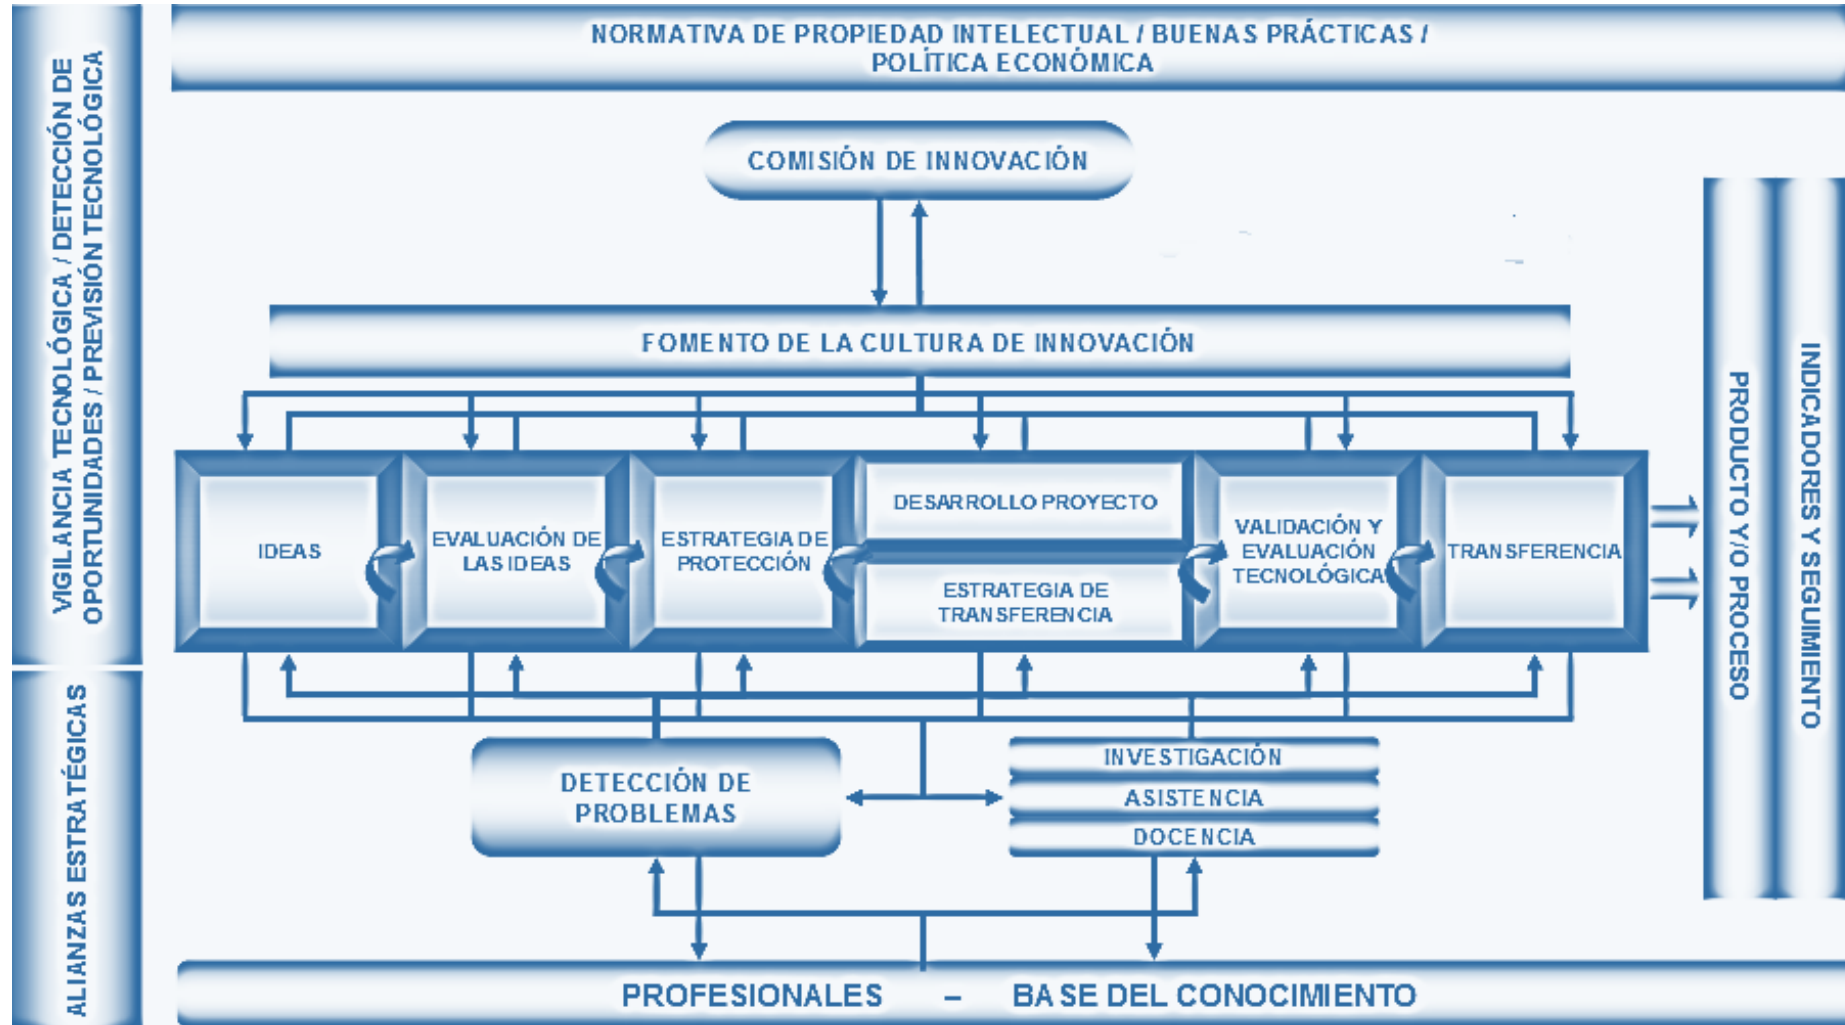 NORMATIVA DE PROPIEDAD INTELECTUAL / BUENAS PRÁCTICAS /
POLÍTICA ECONÓMICA
VIGILANCIA TECNOLÓGICA / DETECCIÓN DE
OPORTUNIDADES / PREVISIÓN TECNOLÓGICA
ALIANZAS ESTRATÉGICAS
COMISIÓN DE INNOVACIÓN
FOMENTO DE LA CULTURA DE INNOVACIÓN
IDEAS
EVALUACIÓN DE
LAS IDEAS
ESTRATEGIA DE
PROTECCIÓN
DESARROLLO PROYECTO
ESTRATEGIA DE
TRANSFERENCIA
VALIDACIÓN Y
EVALUACIÓN
TECNOLÓGICA
TRANSFERENCIA
PRODUCTO Y/O PROCESO
INDICADORES Y SEGUIMIENTO
DETECCIÓN DE
PROBLEMAS
INVESTIGACIÓN
ASISTENCIA
DOCENCIA
PROFESIONALES – BASE DEL CONOCIMIENTO